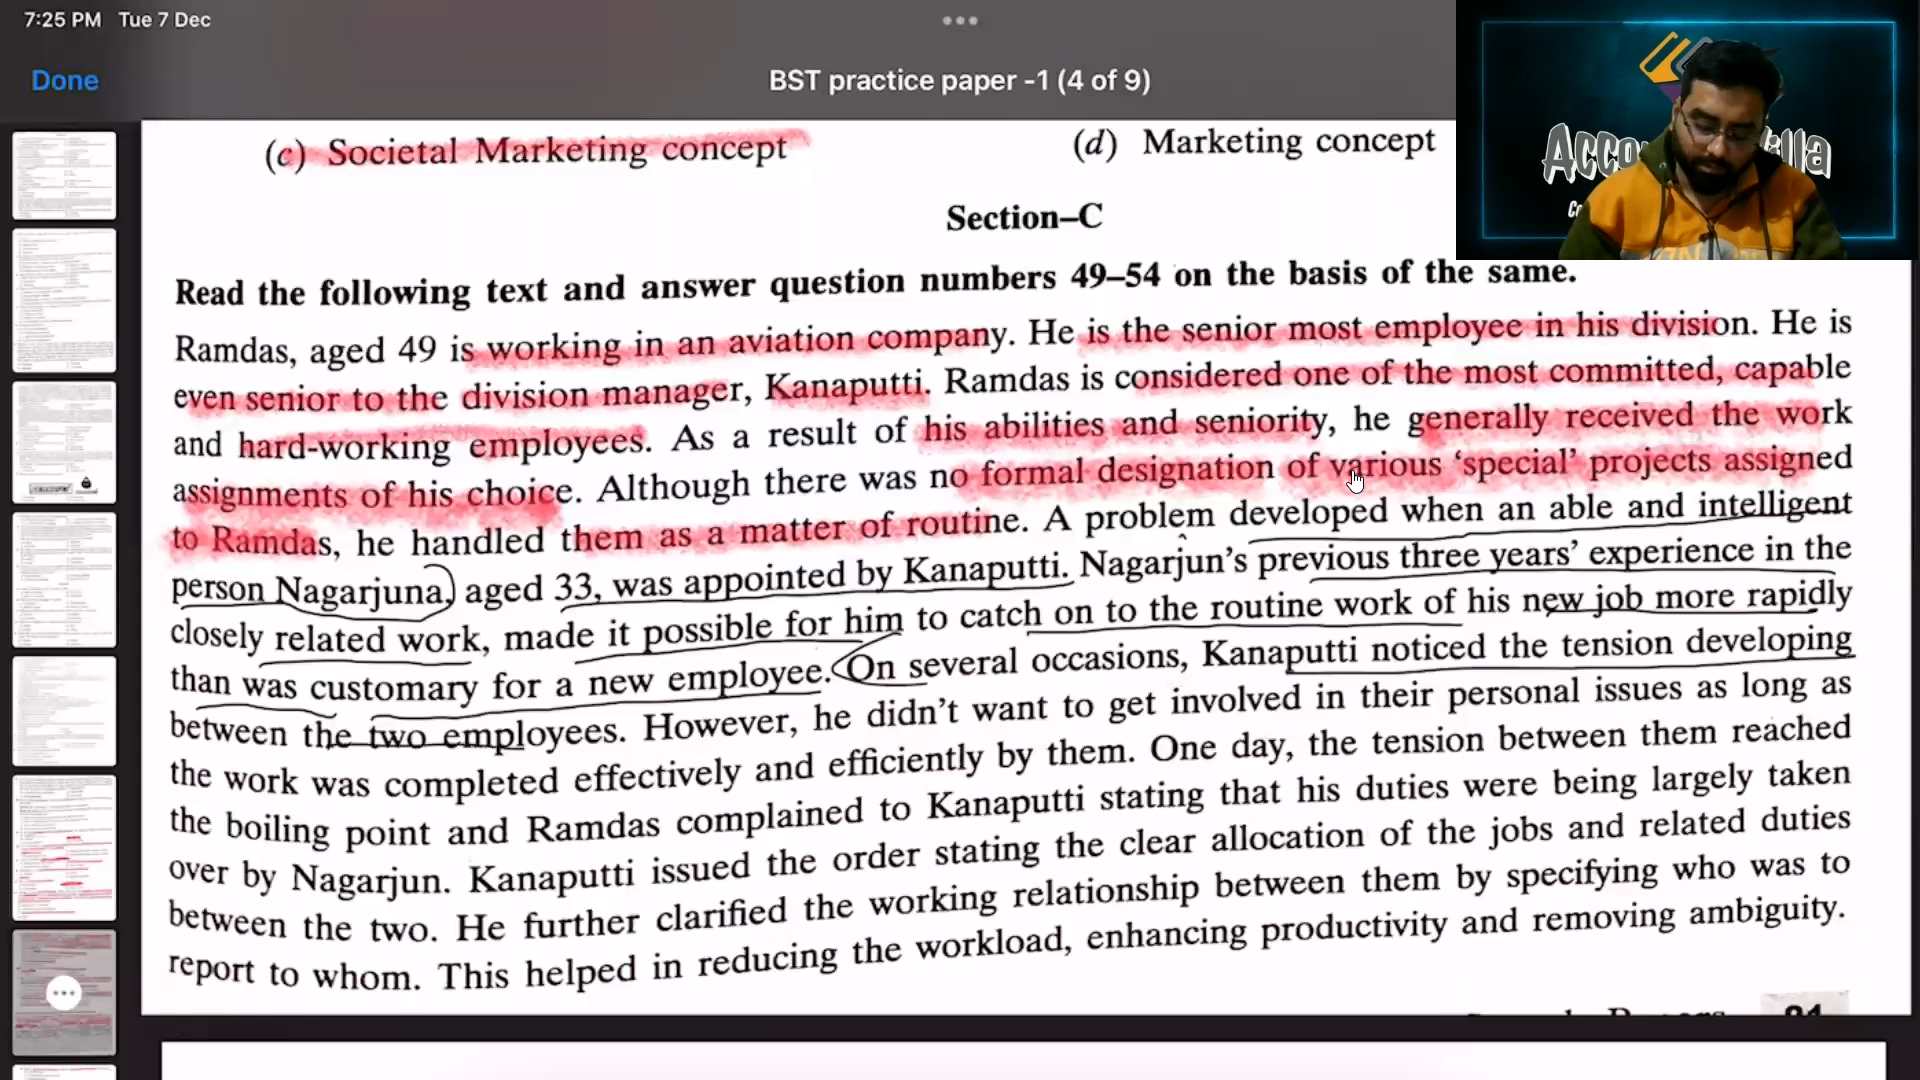 7:25 PM Tue 7 Dec
Done
BST practice paper -1 (4 of 9)
(c) Societal Marketing concept
(d) Marketing concept
Section–C
Read the following text and answer question numbers 49–54 on the basis of the same.
Ramdas, aged 49 is working in an aviation company. He is the senior most employee in his division. He is
even senior to the division manager, Kanaputti. Ramdas is considered one of the most committed, capable
and hard-working employees. As a result of his abilities and seniority, he generally received the work
assignments of his choice. Although there was no formal designation of various ‘special’ projects assigned
to Ramdas, he handled them as a matter of routine. A problem developed when an able and intelligent
person Nagarjuna, aged 33, was appointed by Kanaputti. Nagarjun’s previous three years’ experience in the
closely related work, made it possible for him to catch on to the routine work of his new job more rapidly
than was customary for a new employee. On several occasions, Kanaputti noticed the tension developing
between the two employees. However, he didn’t want to get involved in their personal issues as long as
the work was completed effectively and efficiently by them. One day, the tension between them reached
the boiling point and Ramdas complained to Kanaputti stating that his duties were being largely taken
over by Nagarjun. Kanaputti issued the order stating the clear allocation of the jobs and related duties
between the two. He further clarified the working relationship between them by specifying who was to
report to whom. This helped in reducing the workload, enhancing productivity and removing ambiguity.